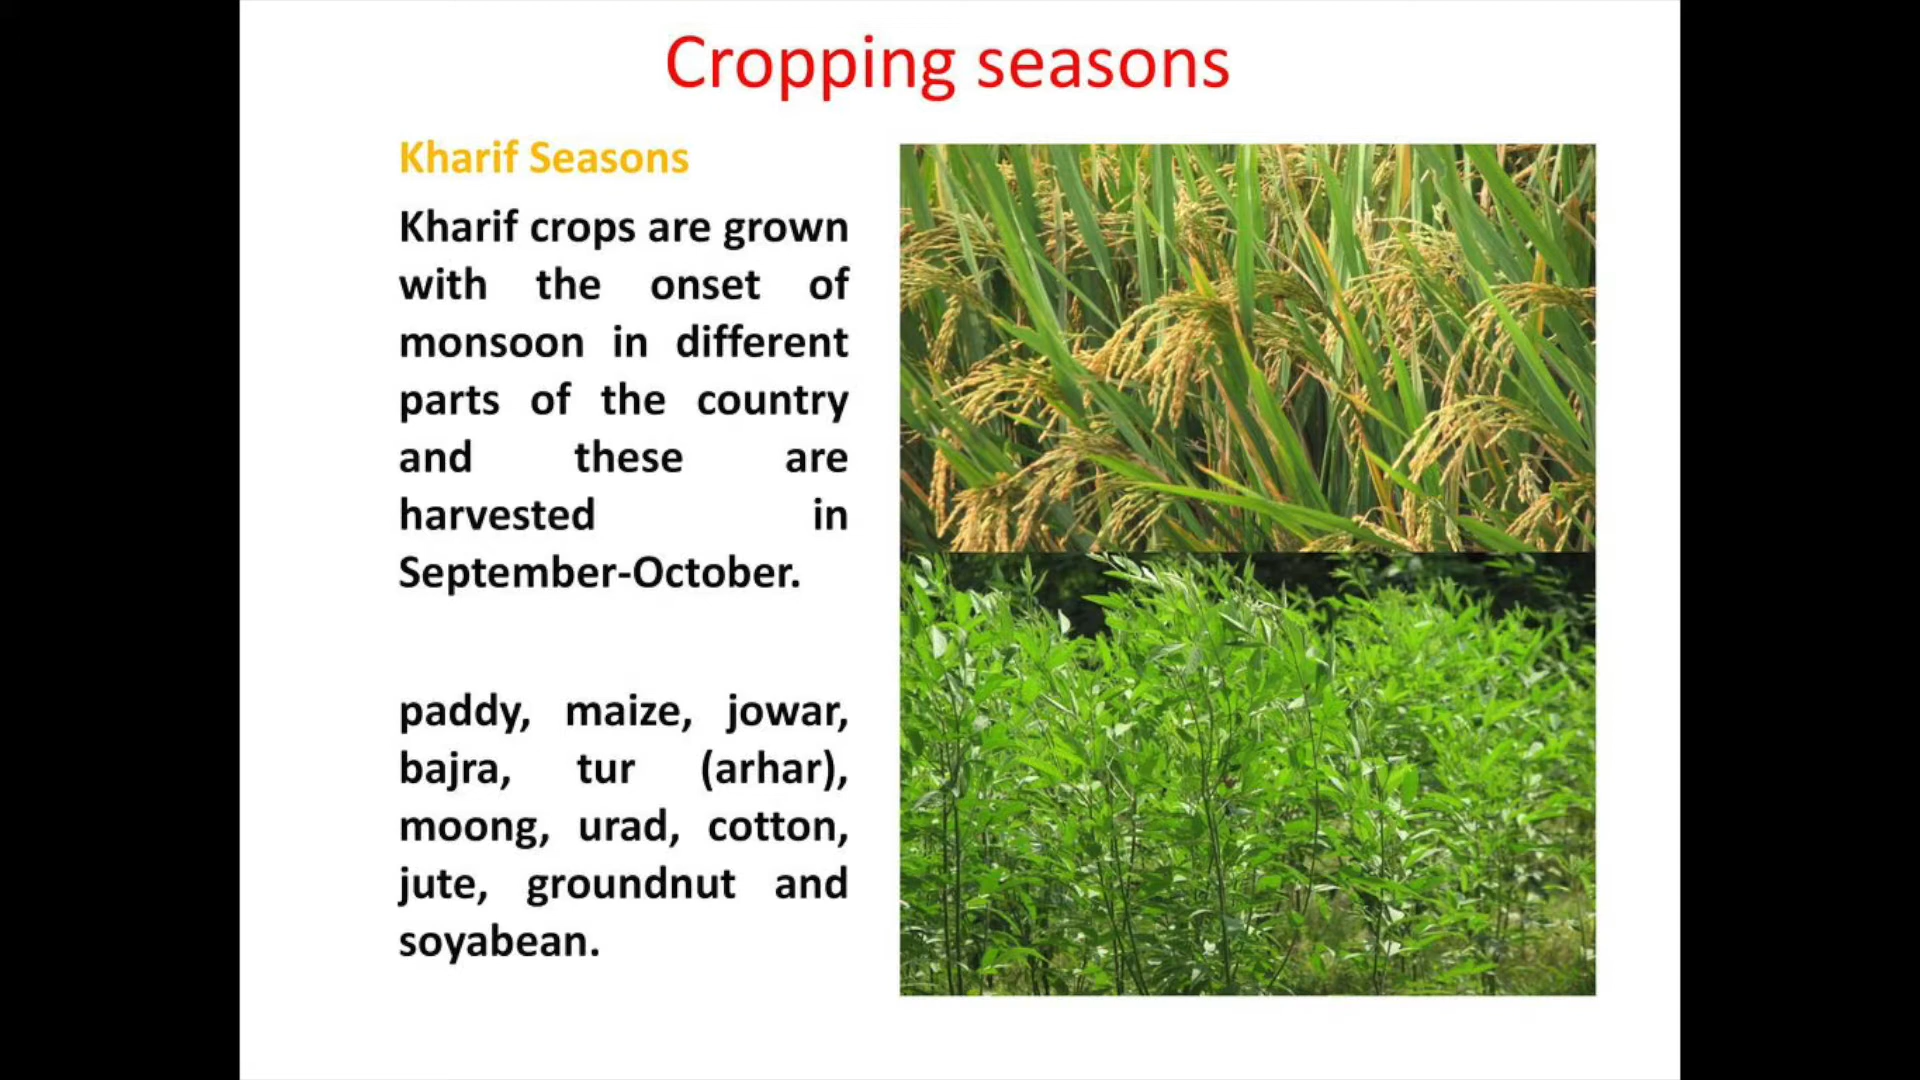 Cropping seasons
Kharif Seasons
Kharif crops are grown
with the onset of
monsoon in different
parts of the country
and these are
harvested in
September-October.
paddy, maize, jowar,
bajra, tur (arhar),
moong, urad, cotton,
jute, groundnut and
soyabean.